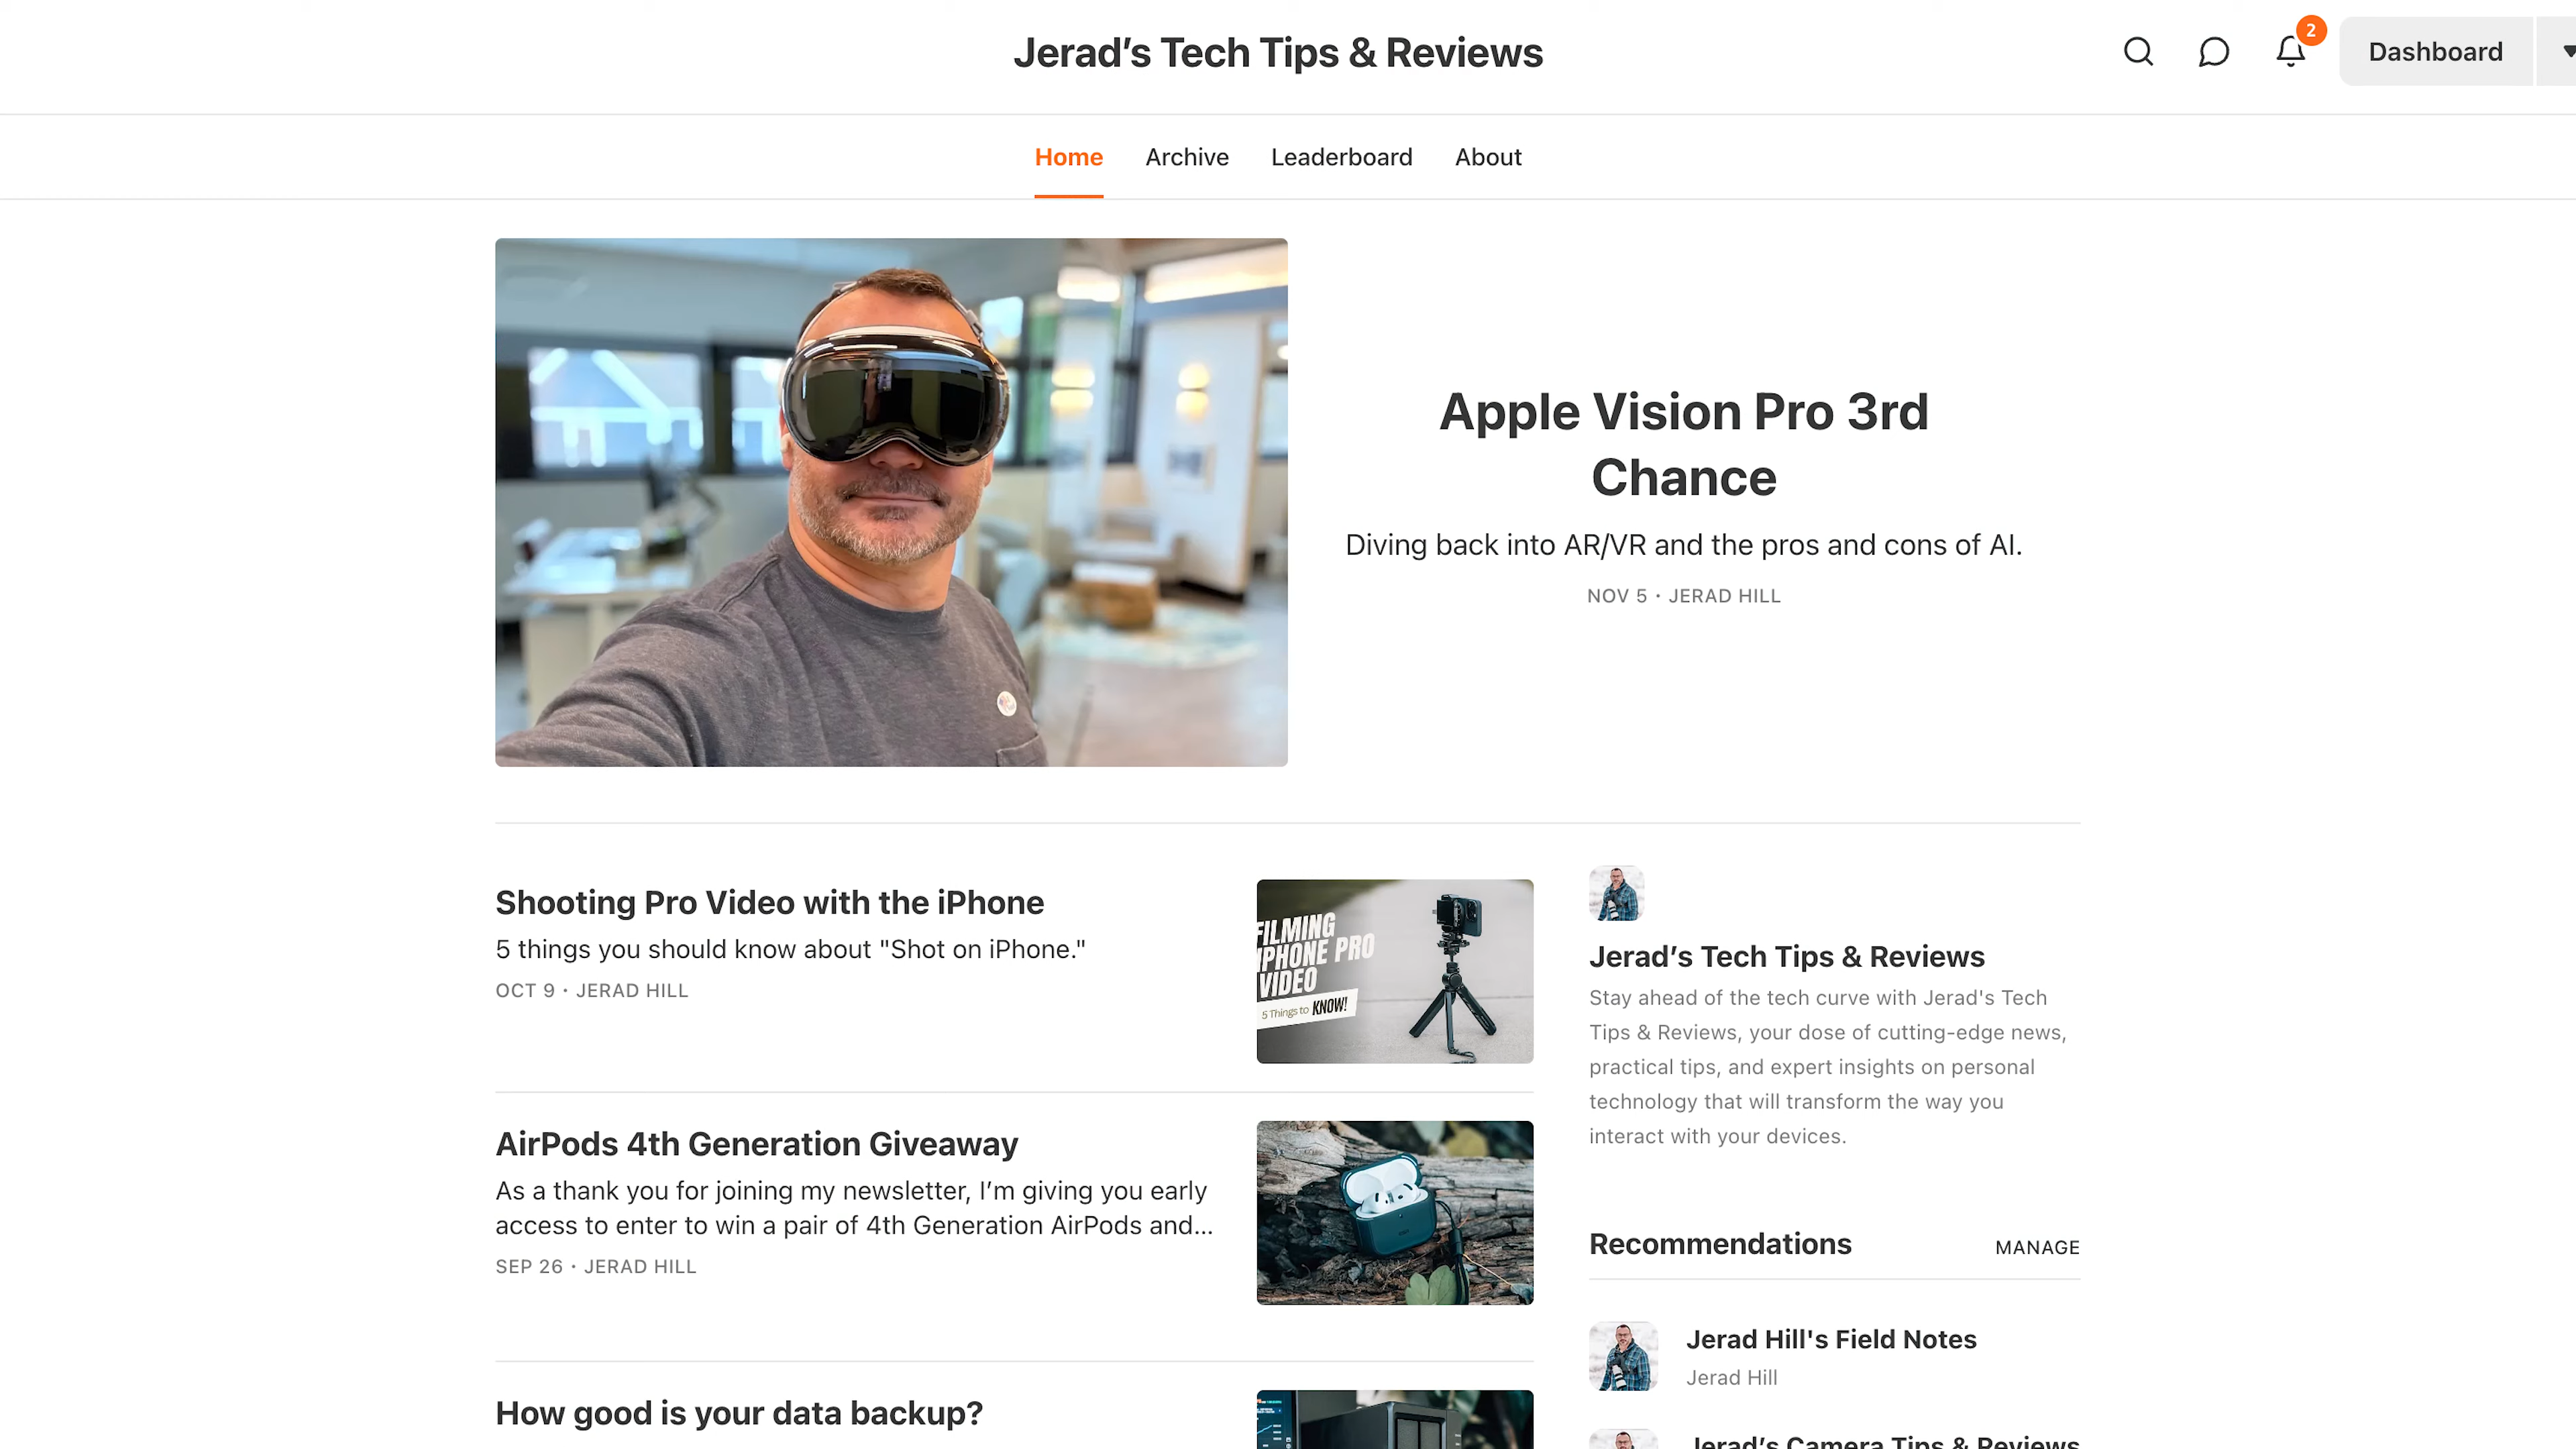 Jerad’s Tech Tips & Reviews
2
Dashboard
Home
Archive
Leaderboard
About
Apple Vision Pro 3rd
Chance
Diving back into AR/VR and the pros and cons of AI.
NOV 5 • JERAD HILL
Shooting Pro Video with the iPhone
5 things you should know about "Shot on iPhone."
OCT 9 • JERAD HILL
FILMING
IPHONE PRO
VIDEO
5 Things to KNOW!
AirPods 4th Generation Giveaway
As a thank you for joining my newsletter, I’m giving you early
access to enter to win a pair of 4th Generation AirPods and...
SEP 26 • JERAD HILL
How good is your data backup?
Jerad’s Tech Tips & Reviews
Stay ahead of the tech curve with Jerad's Tech
Tips & Reviews, your dose of cutting-edge news,
practical tips, and expert insights on personal
technology that will transform the way you
interact with your devices.
Recommendations
MANAGE
Jerad Hill's Field Notes
Jerad Hill
Jerad’s Camera Tips & Reviews